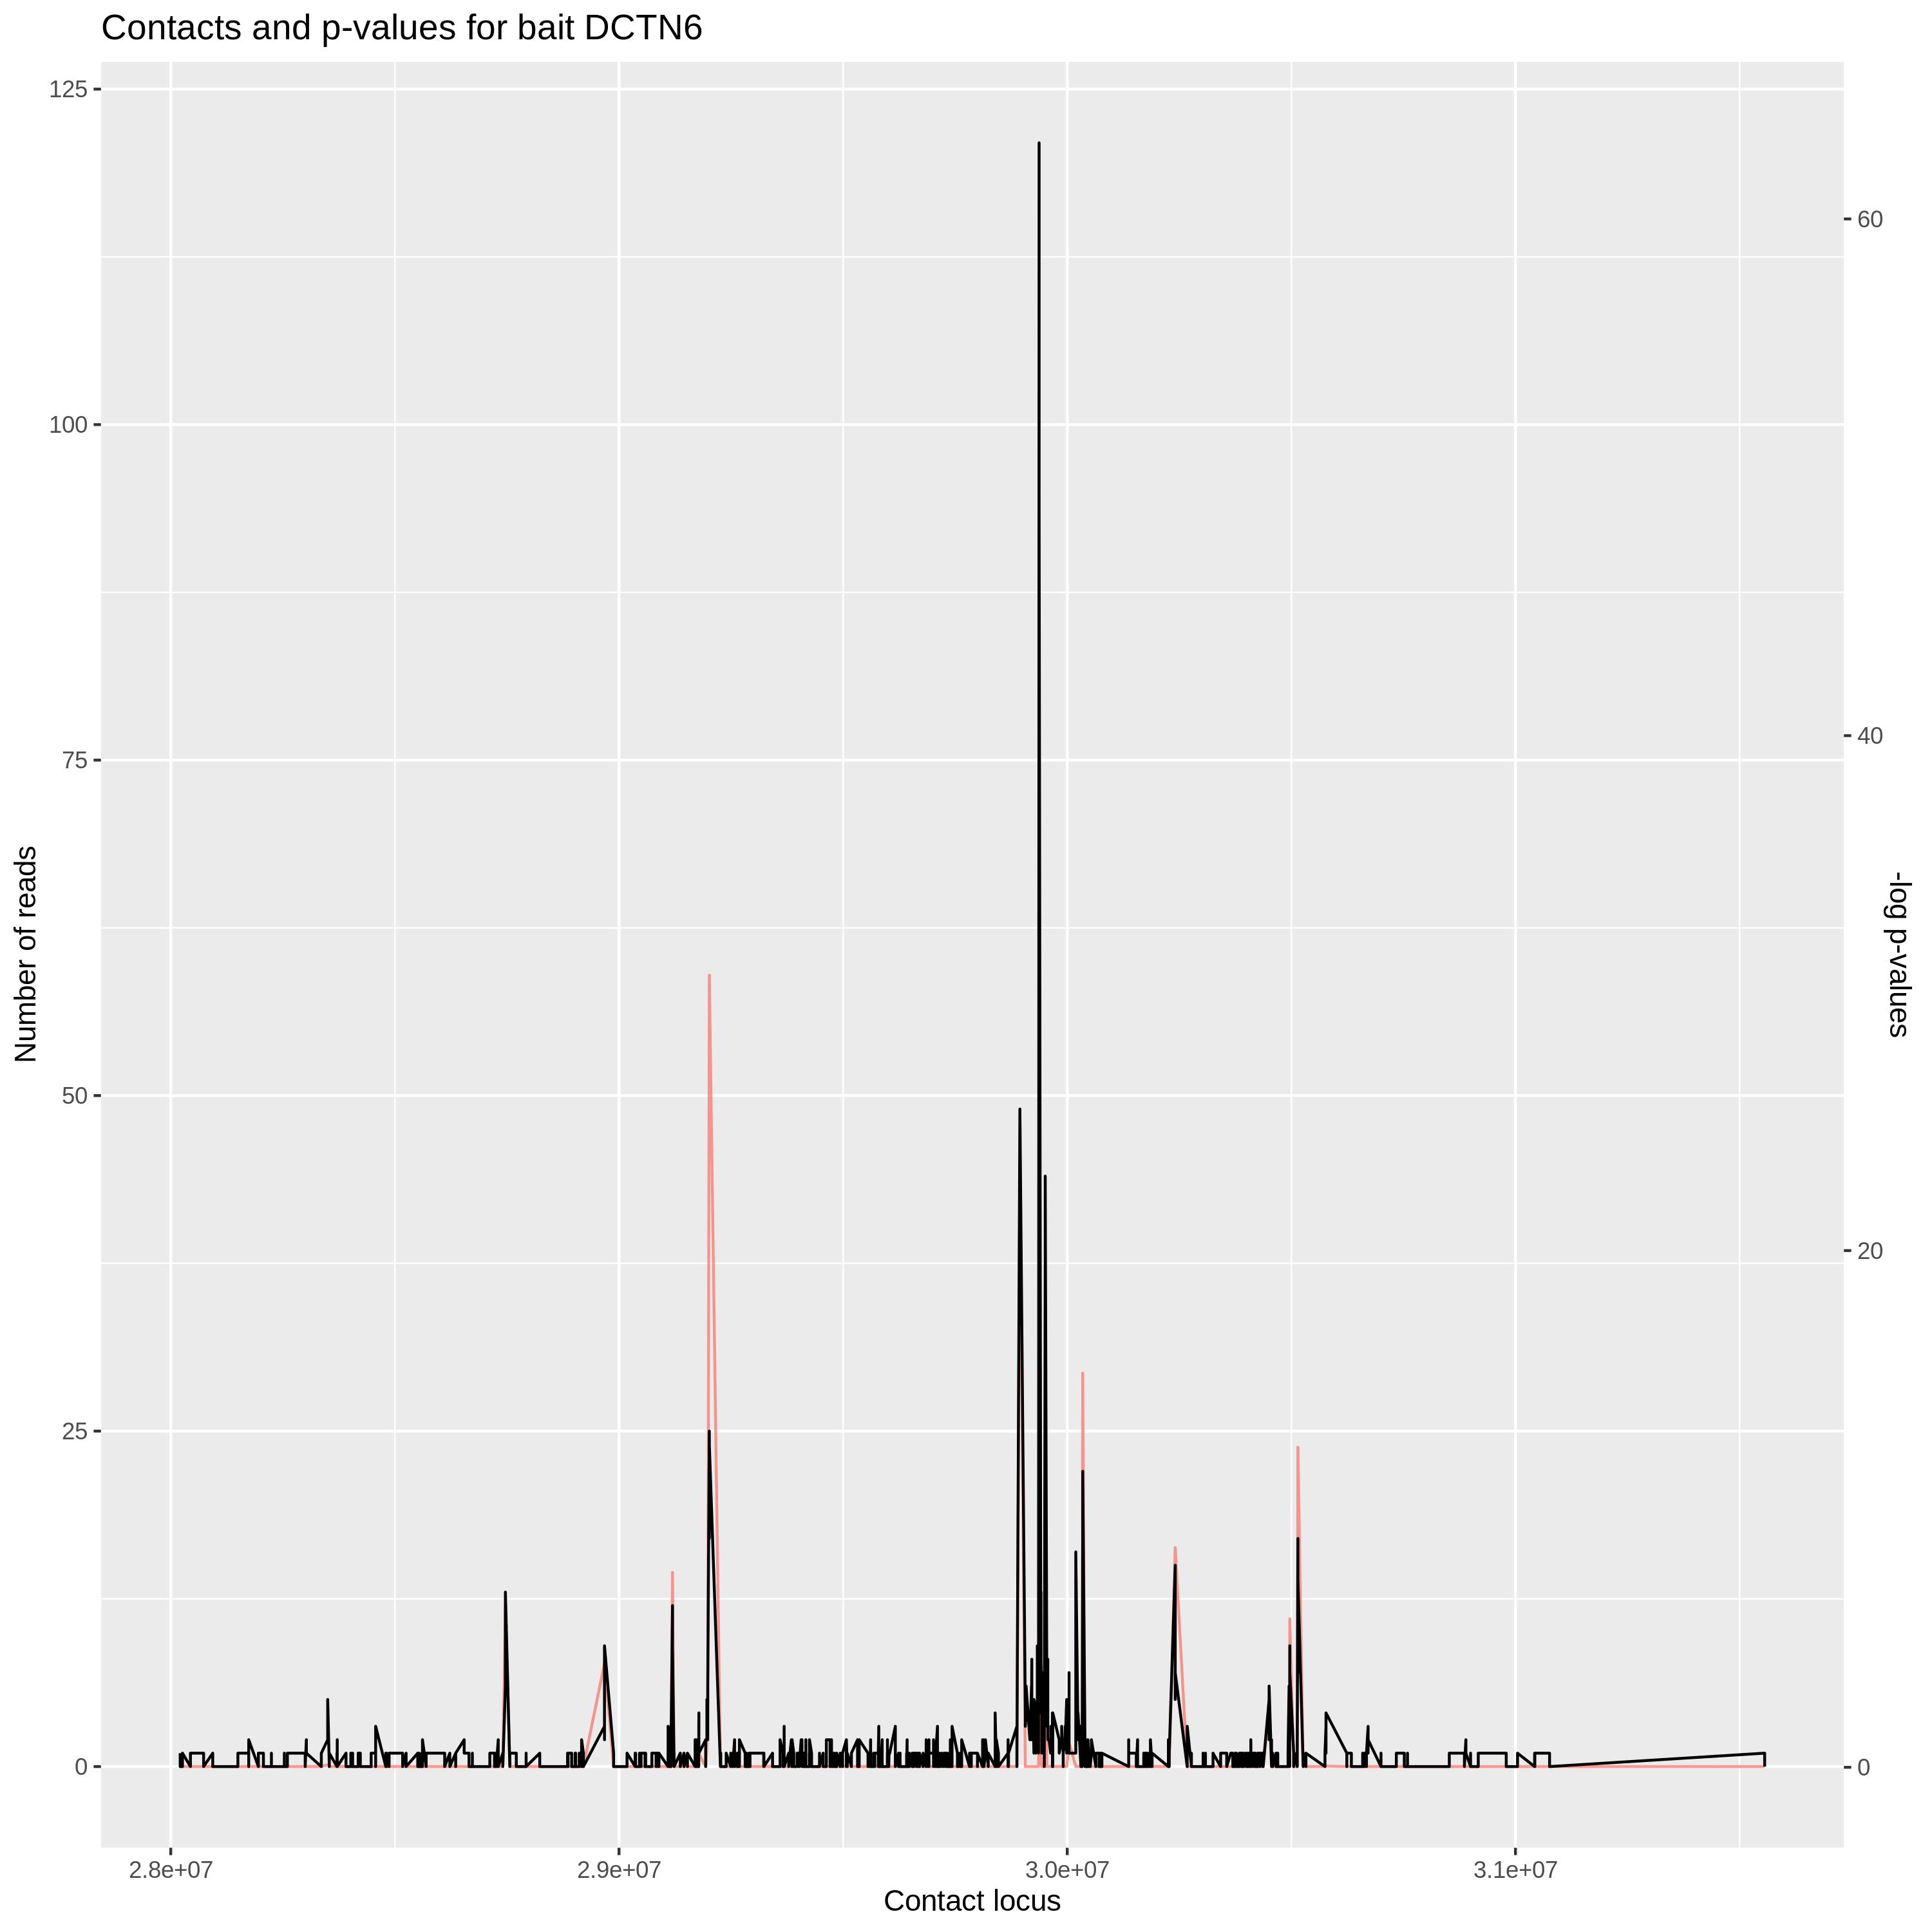 Contacts and p-values for bait DCTN6
125
100
75
50
25
0
Number of reads
60
40
20
0
-log p-values
2.8e+07
2.9e+07
3.0e+07
3.1e+07
Contact locus